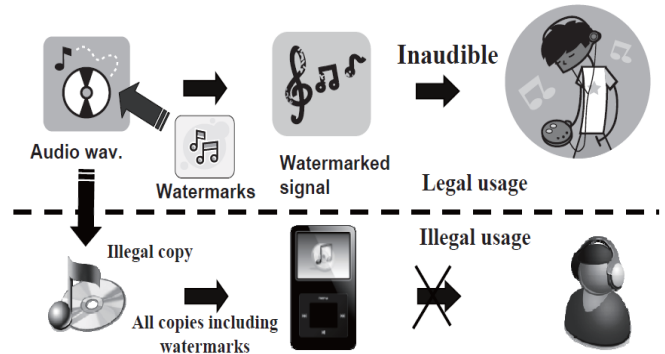 Inaudible
Audio wav.
Watermarks
Watermarked
signal
Legal usage
Illegal copy
Illegal usage
All copies including
watermarks